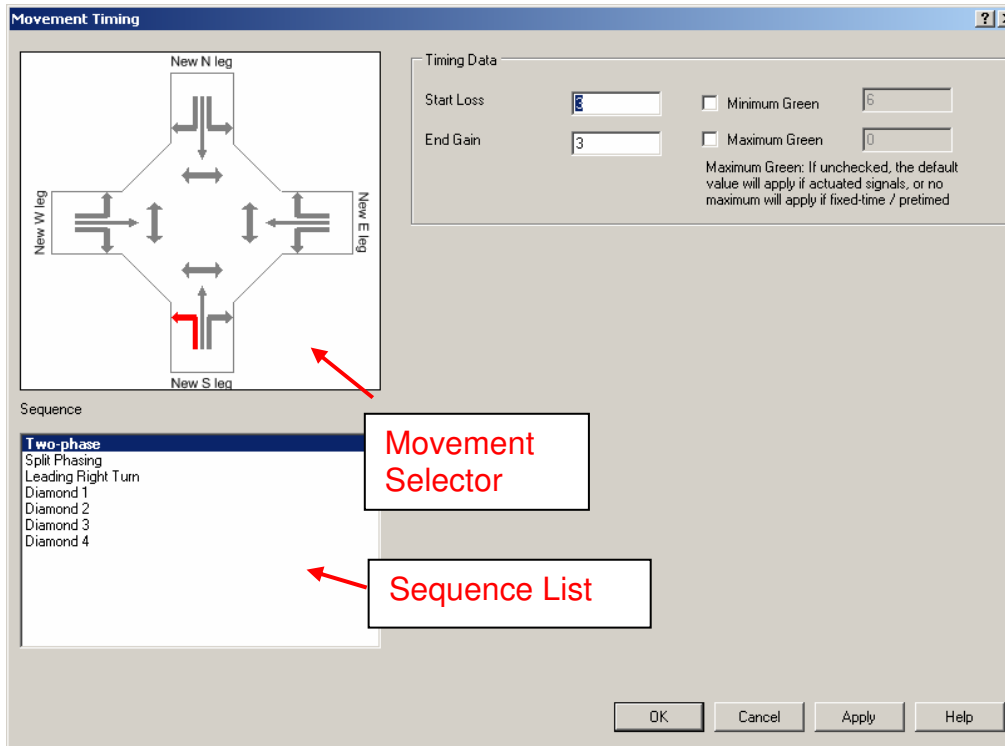 Movement Timing
New N leg
New W leg
New E leg
New S leg
Timing Data
Start Loss
3
Minimum Green
6
End Gain
3
Maximum Green
0
Maximum Green: If unchecked, the default
value will apply if actuated signals, or no
maximum will apply if fixed-time / pretimed
Sequence
Two-phase
Split Phasing
Leading Right Turn
Diamond 1
Diamond 2
Diamond 3
Diamond 4
Movement
Selector
Sequence List
OK
Cancel
Apply
Help